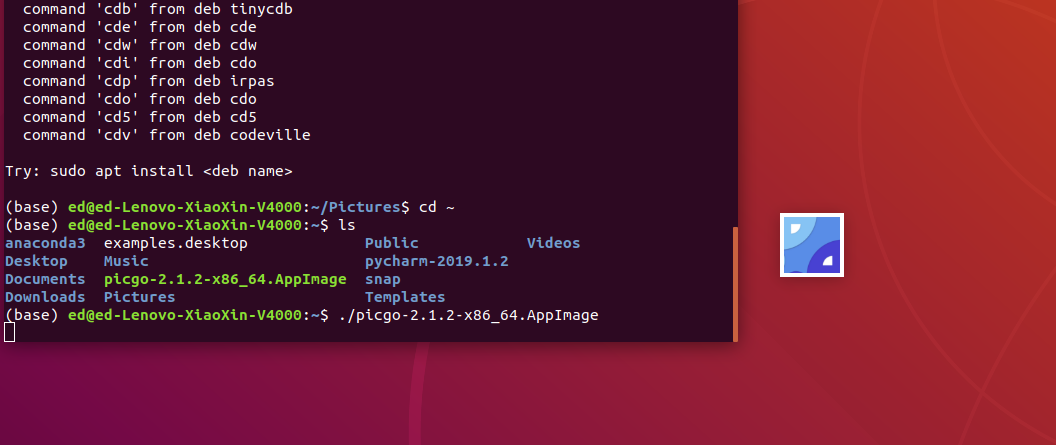 command 'cdb' from deb tinycdb
command 'cde' from deb cde
command 'cdw' from deb cdw
command 'cdi' from deb cdo
command 'cdp' from deb irpas
command 'cdo' from deb cdo
command 'cd5' from deb cd5
command 'cdv' from deb codeville
Try: sudo apt install <deb name>
(base) ed@ed-Lenovo-XiaoXin-V4000:~/Pictures$ cd ~
(base) ed@ed-Lenovo-XiaoXin-V4000:~$ ls
anaconda3 examples.desktop Public Videos
Desktop Music pycharm-2019.1.2
Documents picgo-2.1.2-x86_64.AppImage snap
Downloads Pictures Templates
(base) ed@ed-Lenovo-XiaoXin-V4000:~$ ./picgo-2.1.2-x86_64.AppImage